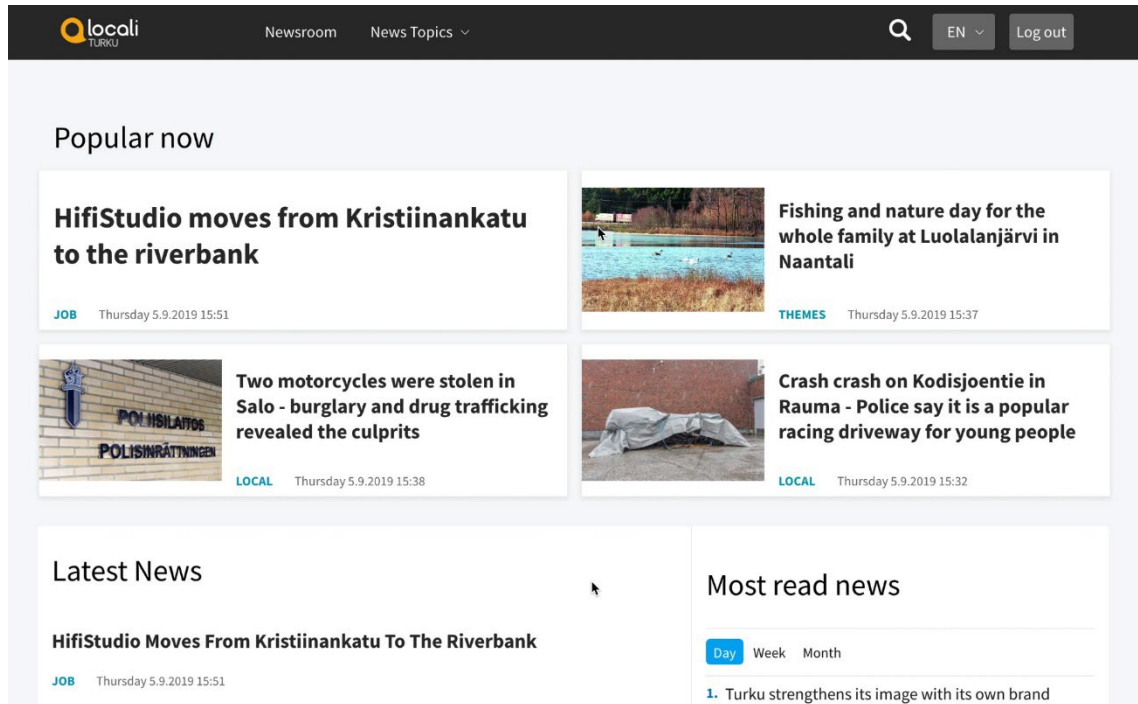 locali
TURKU
Newsroom
News Topics
EN
Log out
Popular now
HifiStudio moves from Kristiinankatu
to the riverbank
JOB Thursday 5.9.2019 15:51
Fishing and nature day for the
whole family at Luolalanjärvi in
Naantali
THEMES Thursday 5.9.2019 15:37
POLIISILAITOS
POLISINRÄTTNINGEN
Two motorcycles were stolen in
Salo - burglary and drug trafficking
revealed the culprits
LOCAL Thursday 5.9.2019 15:38
Crash crash on Kodisjoentie in
Rauma - Police say it is a popular
racing driveway for young people
LOCAL Thursday 5.9.2019 15:32
Latest News
HifiStudio Moves From Kristiinankatu To The Riverbank
JOB Thursday 5.9.2019 15:51
Most read news
Day Week Month
1. Turku strengthens its image with its own brand